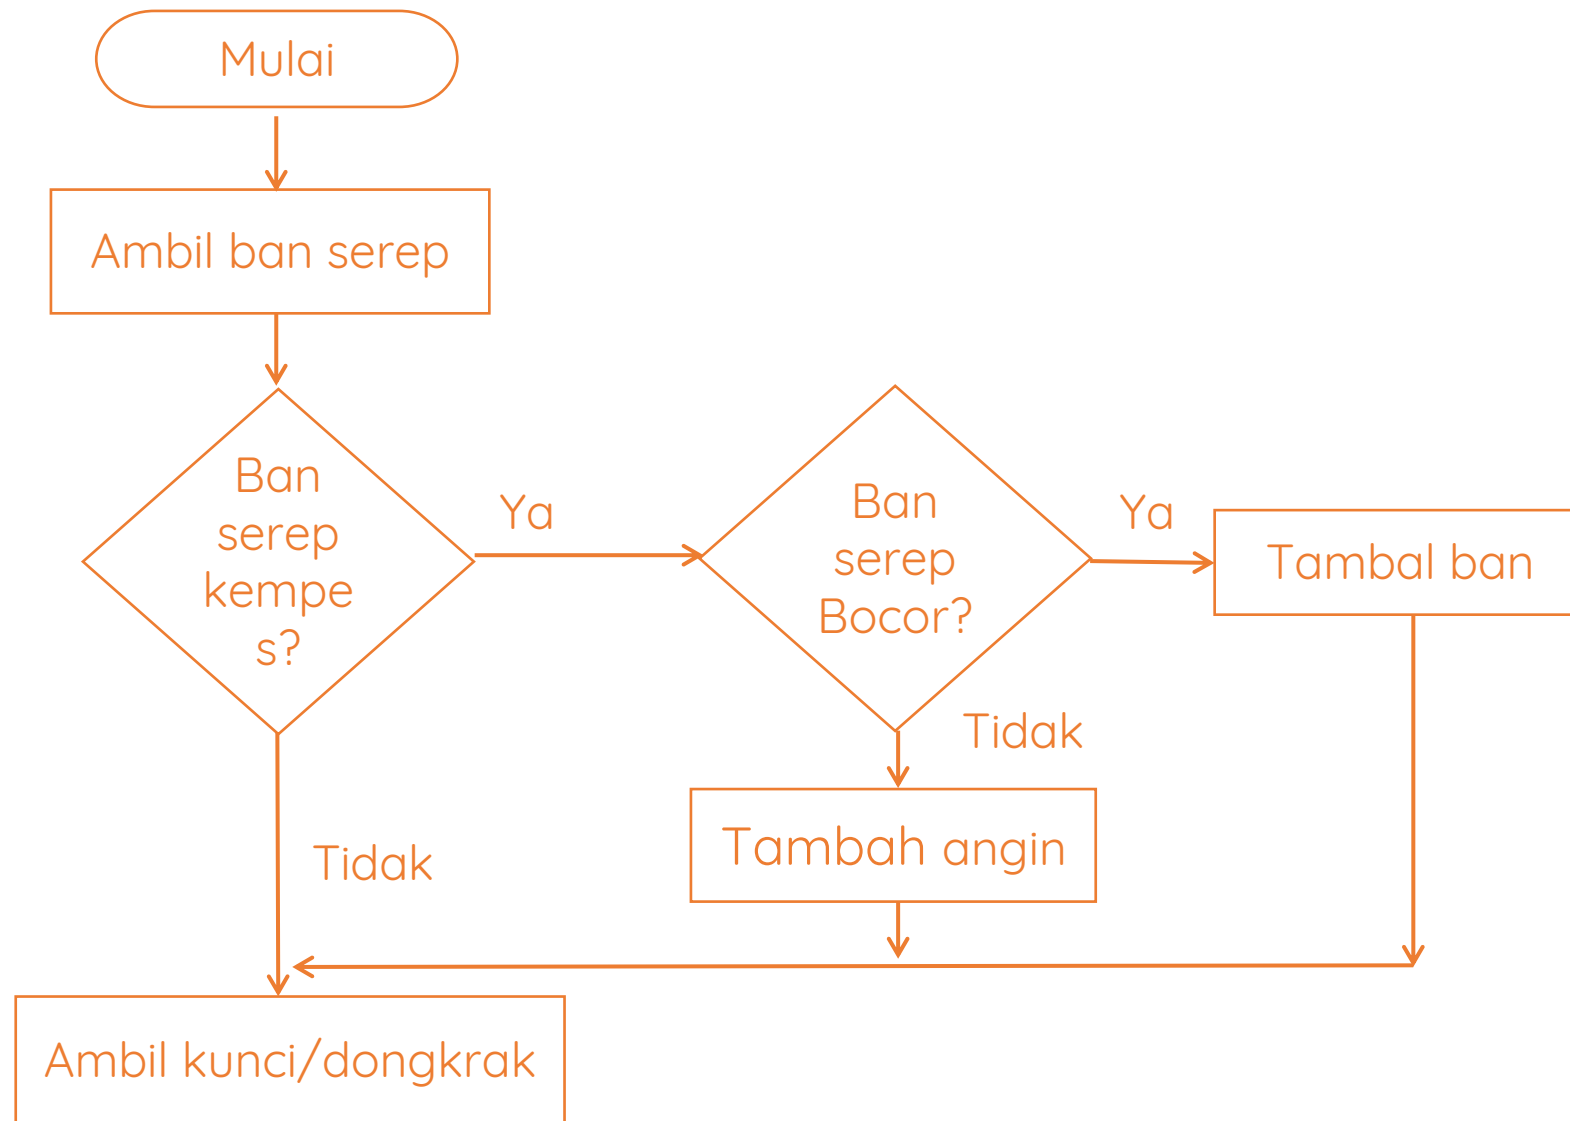 Mulai
Ambil ban serep
Ban
serep
kempe
s?
Ya
Ban
serep
Bocor?
Ya
Tambal ban
Tidak
Tambah angin
Tidak
Ambil kunci/dongkrak